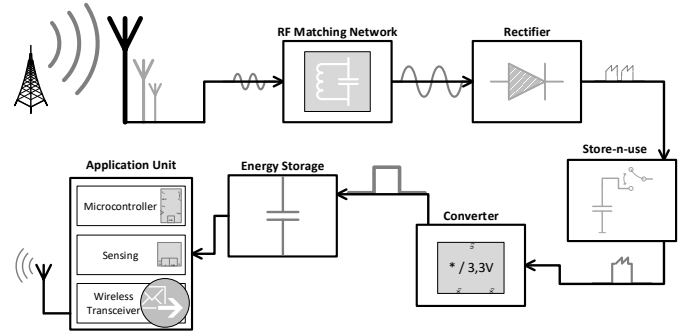 RF Matching Network
Rectifier
Store-n-use
Application Unit
Energy Storage
Converter
Microcontroller
Sensing
* / 3,3V
Wireless
Transceiver